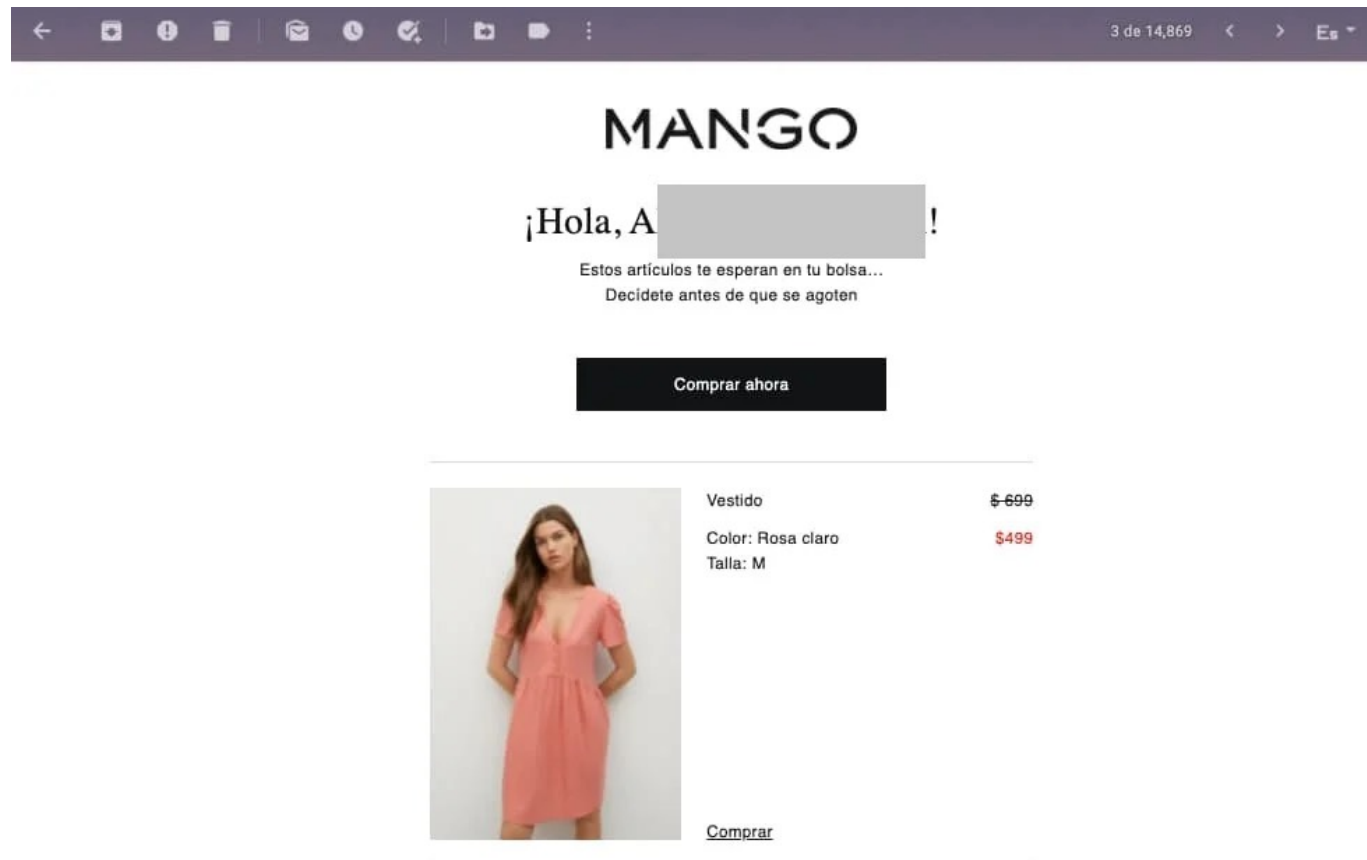 3 de 14,869
Es
MANGO
¡Hola, A !
Estos artículos te esperan en tu bolsa...
Decídete antes de que se agoten
Comprar ahora
Vestido
$ 699
Color: Rosa claro
$499
Talla: M
Comprar